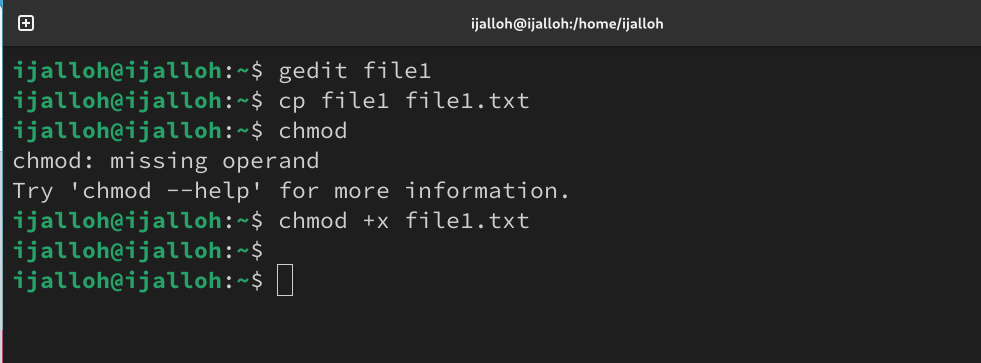 ijalloh@ijalloh:/home/ijalloh
ijalloh@ijalloh:~$ gedit file1
ijalloh@ijalloh:~$ cp file1 file1.txt
ijalloh@ijalloh:~$ chmod
chmod: missing operand
Try 'chmod --help' for more information.
ijalloh@ijalloh:~$ chmod +x file1.txt
ijalloh@ijalloh:~$
ijalloh@ijalloh:~$